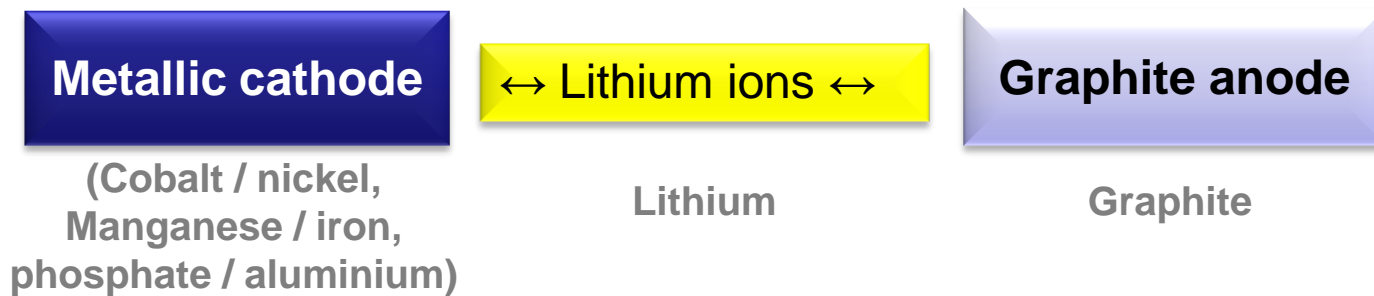 Metallic cathode
↔ Lithium ions ↔
Graphite anode
(Cobalt / nickel,
Manganese / iron,
phosphate / aluminium)
Lithium
Graphite